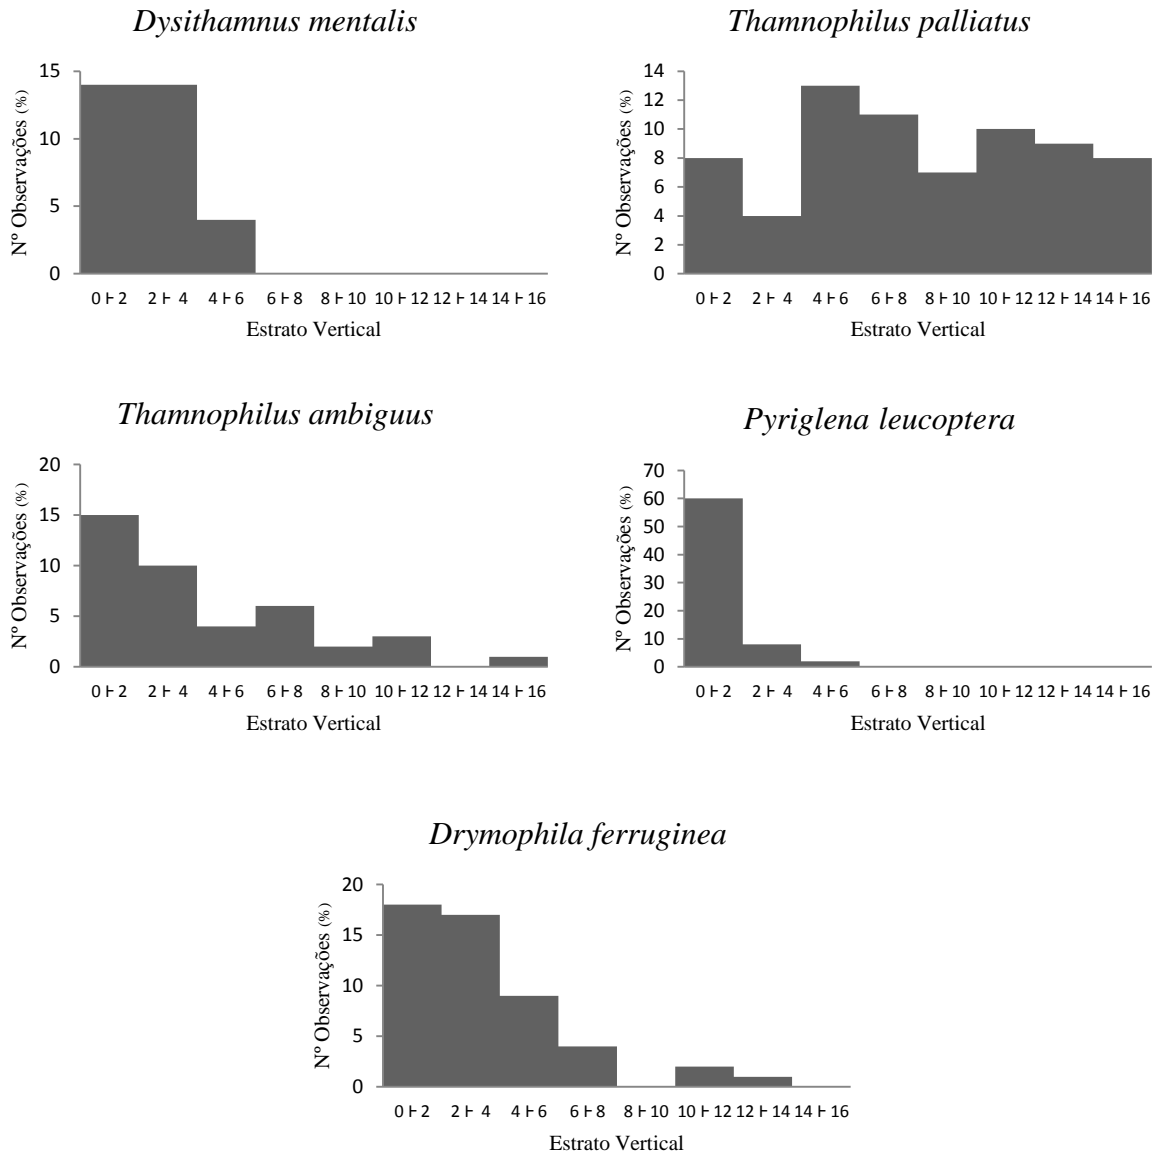 Dysithamnus mentalis
Nº Observações (%)
15
10
5
0
0 Ⱶ 2 2 Ⱶ 4 4 Ⱶ 6 6 Ⱶ 8 8 Ⱶ 10 10 Ⱶ 12 12 Ⱶ 14 14 Ⱶ 16
Estrato Vertical
Thamnophilus palliatus
Nº Observações (%)
14
12
10
8
6
4
2
0
0 Ⱶ 2 2 Ⱶ 4 4 Ⱶ 6 6 Ⱶ 8 8 Ⱶ 10 10 Ⱶ 12 12 Ⱶ 14 14 Ⱶ 16
Estrato Vertical
Thamnophilus ambiguus
Nº Observações (%)
20
15
10
5
0
0 Ⱶ 2 2 Ⱶ 4 4 Ⱶ 6 6 Ⱶ 8 8 Ⱶ 10 10 Ⱶ 12 12 Ⱶ 14 14 Ⱶ 16
Estrato Vertical
Pyriglena leucoptera
Nº Observações (%)
70
60
50
40
30
20
10
0
0 Ⱶ 2 2 Ⱶ 4 4 Ⱶ 6 6 Ⱶ 8 8 Ⱶ 10 10 Ⱶ 12 12 Ⱶ 14 14 Ⱶ 16
Estrato Vertical
Drymophila ferruginea
Nº Observações (%)
20
15
10
5
0
0 Ⱶ 2 2 Ⱶ 4 4 Ⱶ 6 6 Ⱶ 8 8 Ⱶ 10 10 Ⱶ 12 12 Ⱶ 14 14 Ⱶ 16
Estrato Vertical